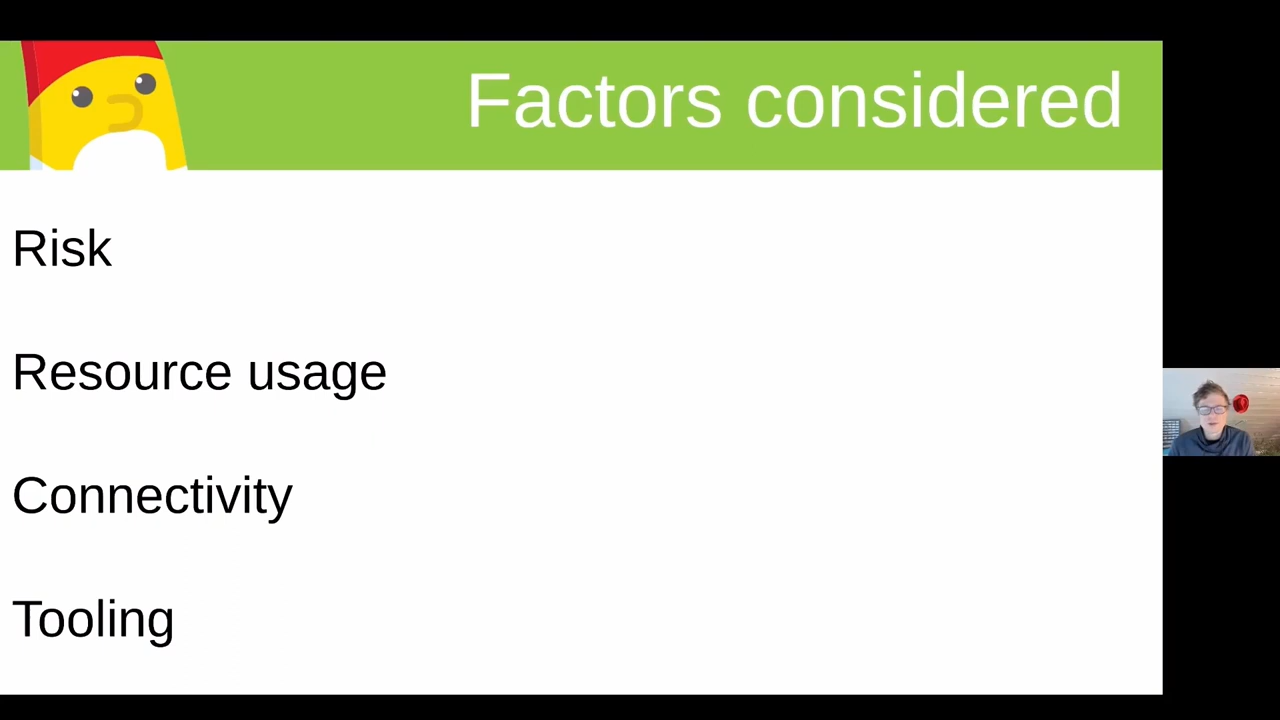 Factors considered
Risk
Resource usage
Connectivity
Tooling